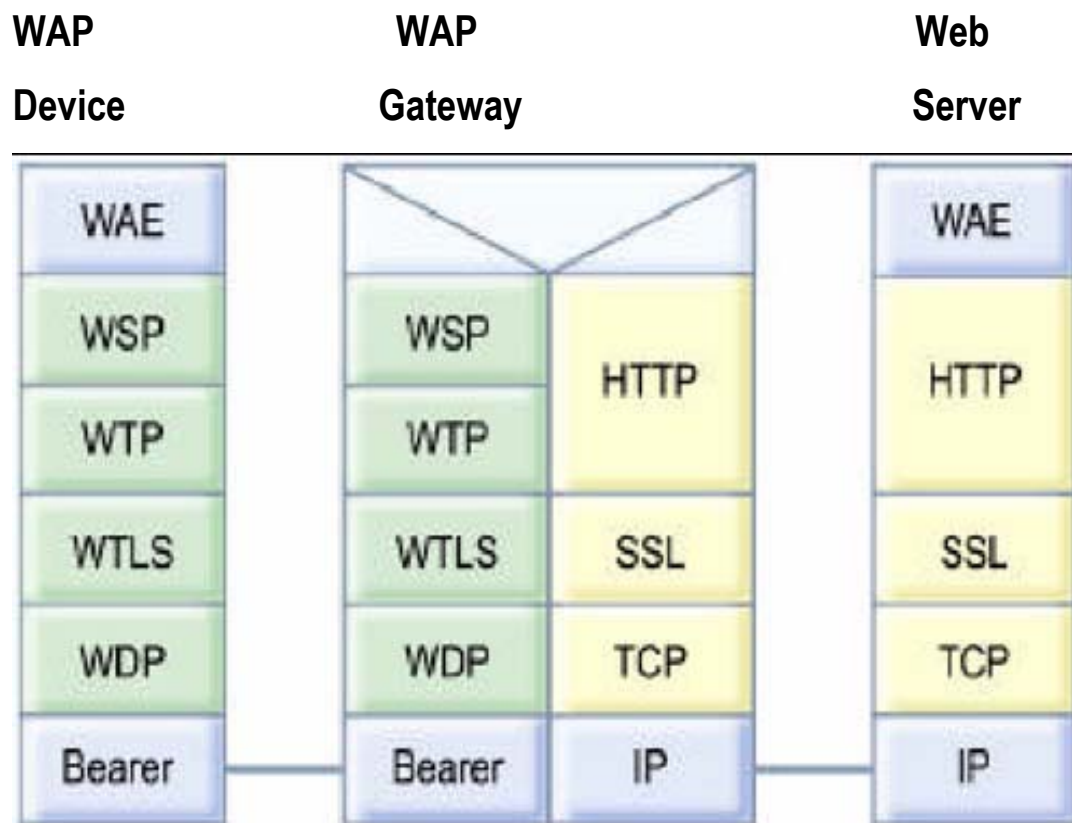 WAP WAP Web
Device Gateway Server
WAE WAE
WSP WSP HTTP HTTP
WTP WTP
WTLS WTLS SSL SSL
WDP WDP TCP TCP
Bearer Bearer IP IP